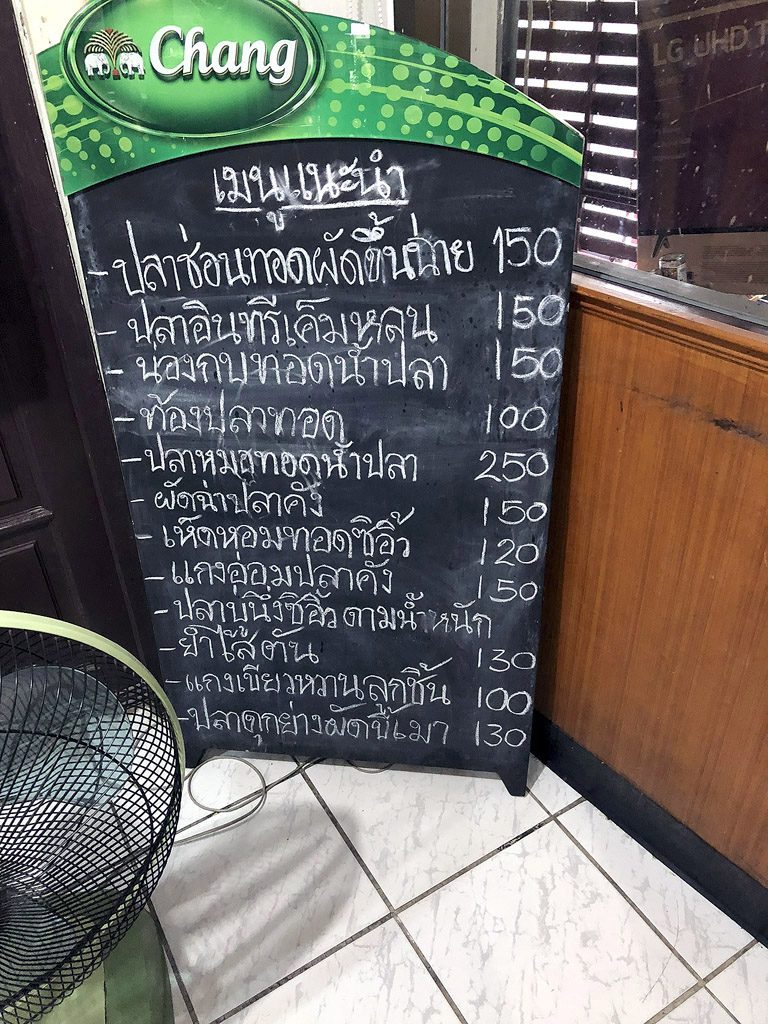 Chang
LG UHD T
เมนูแนะนำ
- ปลาช่อนทอดผัดขึ้นฉ่าย 150
- ปลาอินทรีเค็มหลน 150
- น่องกบทอดน้ำปลา 150
- ท้องปลาทอด 100
- ปลาหมอทอดน้ำปลา 250
- ผัดฉ่าปลาคัง 150
- เห็ดหอมทอดซิอิ้ว 120
- แกงอ่อมปลาคัง 150
- ปลาบู่นึ่งซิอิ้ว ตามน้ำหนัก
- ยำไส้ตัน 130
- แกงเขียวหวานลูกชิ้น 100
- ปลาดุกย่างผัดขี้เมา 130